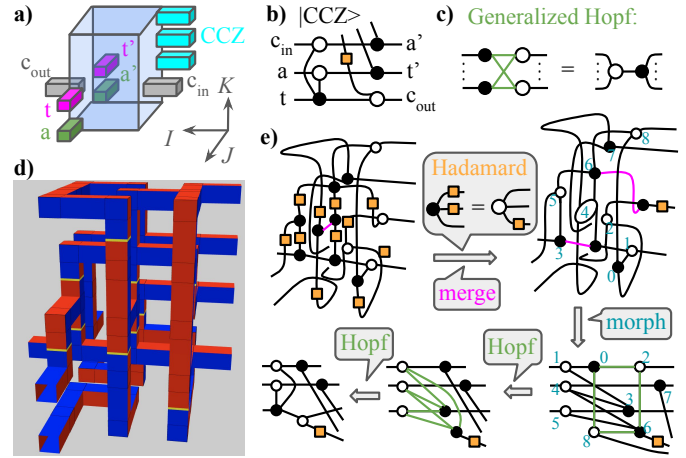 a)
t'
CCZ
c_out
a'
t
c_in
a
K
I
J
b)
|CCZ>
c_in
a'
a
t'
t
c_out
c) Generalized Hopf:
=
d)
e)
Hadamard
=
merge
8
7
6
5
4
2
3
1
0
morph
Hopf
Hopf
1
0
2
4
7
3
5
6
8